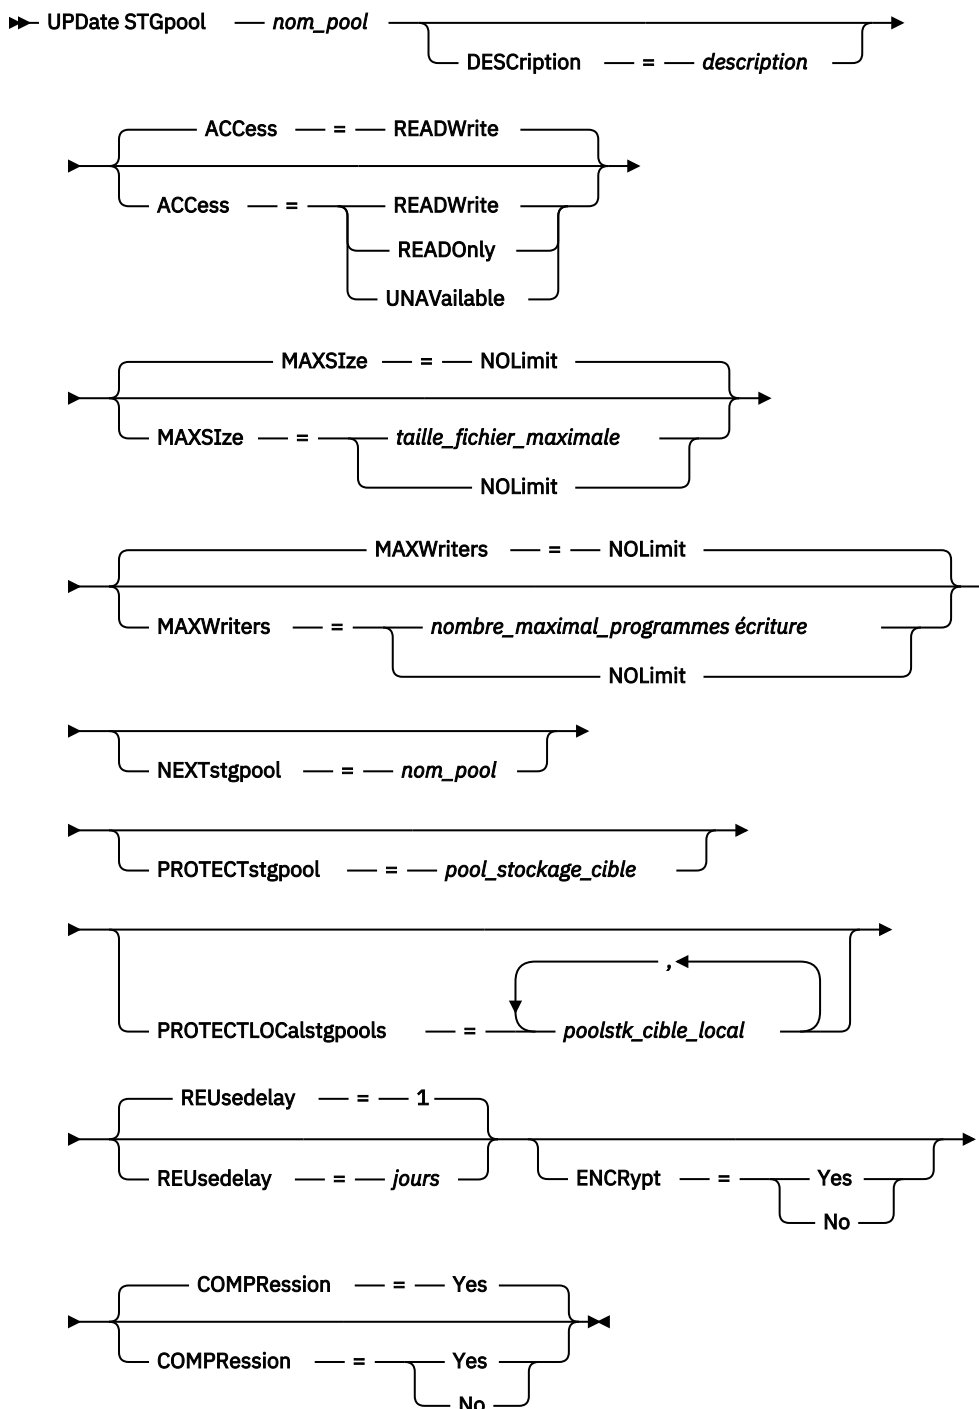 UPDate STGpool — nom_pool
DESCription — = — description
ACCess — = — READWrite
ACCess — = READWrite
READOnly
UNAVailable
MAXSIze — = — NOLimit
MAXSIze — = taille_fichier_maximale
NOLimit
MAXWriters — = — NOLimit
MAXWriters — = nombre_maximal_programmes écriture
NOLimit
NEXTstgpool — = — nom_pool
PROTECTstgpool — = — pool_stockage_cible
,
PROTECTLOCalstgpools — = poolstk_cible_local
REUsedelay — = — 1
REUsedelay — = — jours
ENCRypt — = Yes
No
COMPRession — = — Yes
COMPRession — = Yes
No